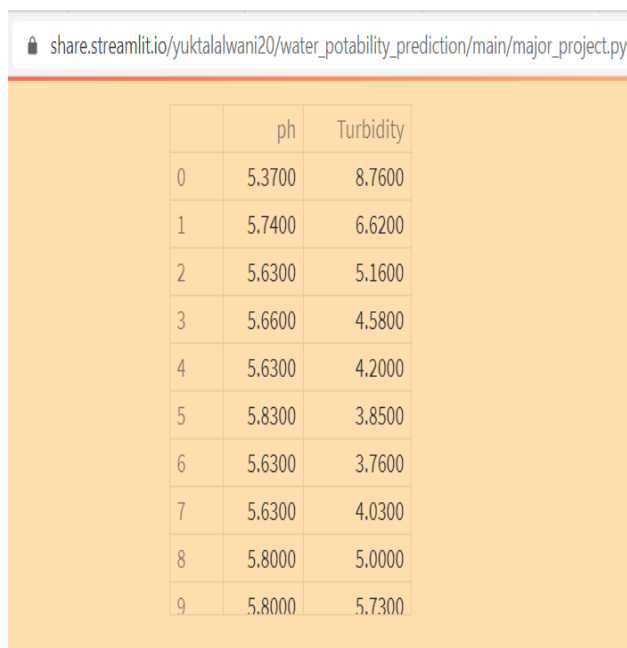 share.streamlit.io/yuktalalwani20/water_potability_prediction/main/major_project.py
ph Turbidity
0 5.3700 8.7600
1 5.7400 6.6200
2 5.6300 5.1600
3 5.6600 4.5800
4 5.6300 4.2000
5 5.8300 3.8500
6 5.6300 3.7600
7 5.6300 4.0300
8 5.8000 5.0000
9 5.8000 5.7300